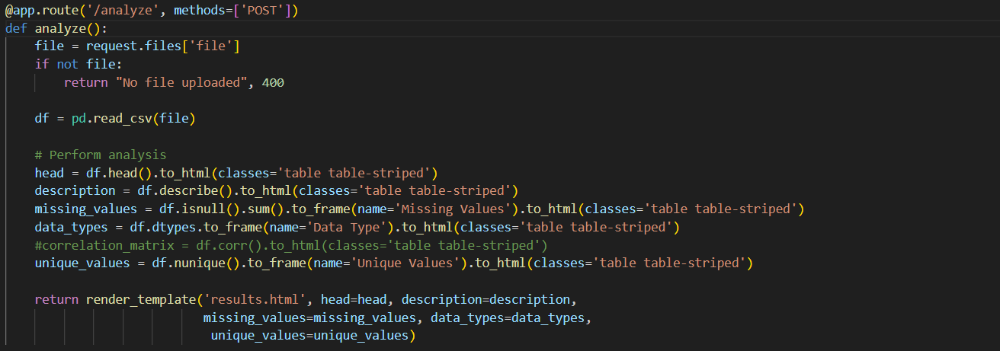 @app.route('/analyze', methods=['POST'])
def analyze():
    file = request.files['file']
    if not file:
        return "No file uploaded", 400

    df = pd.read_csv(file)

    # Perform analysis
    head = df.head().to_html(classes='table table-striped')
    description = df.describe().to_html(classes='table table-striped')
    missing_values = df.isnull().sum().to_frame(name='Missing Values').to_html(classes='table table-striped')
    data_types = df.dtypes.to_frame(name='Data Type').to_html(classes='table table-striped')
    #correlation_matrix = df.corr().to_html(classes='table table-striped')
    unique_values = df.nunique().to_frame(name='Unique Values').to_html(classes='table table-striped')

    return render_template('results.html', head=head, description=description,
                           missing_values=missing_values, data_types=data_types,
                            unique_values=unique_values)